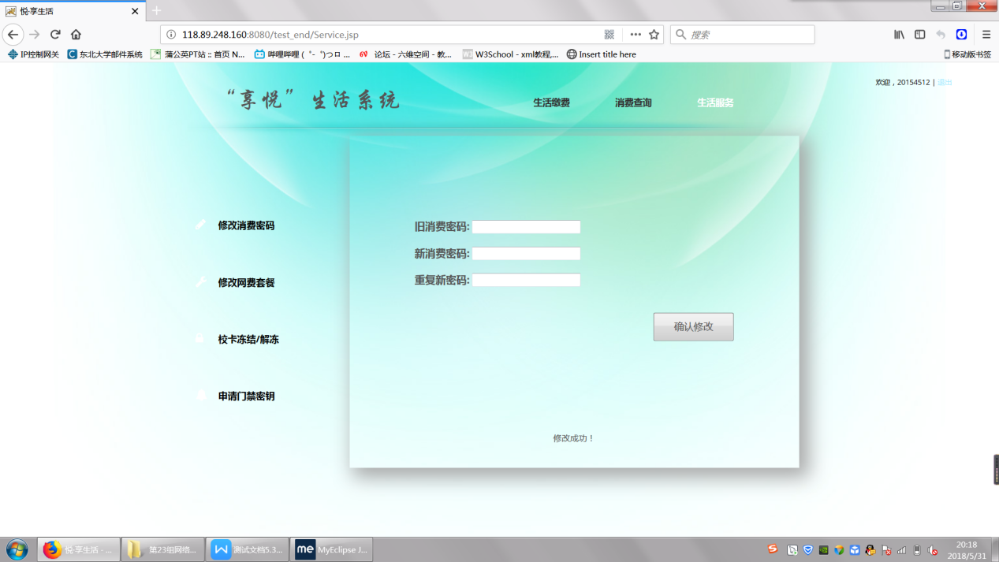 悦·享生活
118.89.248.160:8080/test_end/Service.jsp
搜索
IP控制网关 东北大学邮件系统 蒲公英PT站 :: 首页 N... 哔哩哔哩 ( ゜- ゜)つロ ... 论坛 - 六维空间 - 教... W3School - xml教程,... Insert title here 移动版书签
欢迎，20154512 | 退出
“享悦”生活系统
生活缴费 消费查询 生活服务
修改消费密码
修改网费套餐
校卡冻结/解冻
申请门禁密钥
旧消费密码:
新消费密码:
重复新密码:
确认修改
修改成功！
悦·享生活 - ... 第23组网络... 测试文档5.3... MyEclipse J...
20:18
2018/5/31